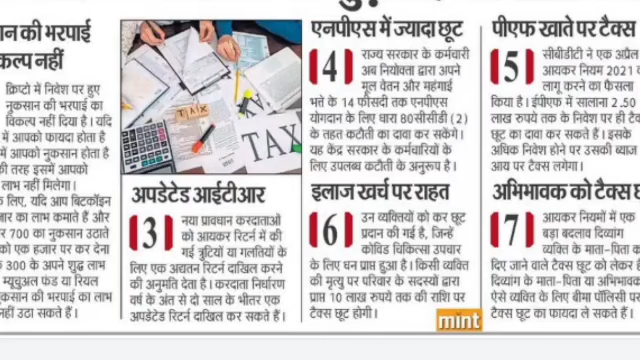 ान की भरपाई
कल्प नहीं
क्रिप्टो में निवेश पर हुए
नुकसान की भरपाई का
विकल्प नहीं दिया है। यदि
में आपको फायदा होता है
में आपको नुकसान होता है
की तरह इसमें आपको
लाभ नहीं मिलेगा।
के लिए, यदि आप बिटकॉइन
जार का लाभ कमाते हैं और
र 700 का नुकसान उठाते
को एक हजार पर कर देना
के 300 के अपने शुद्ध लाभ
म्यूचुअल फंड या रियल
नुकसान की भरपाई का लाभ
नहीं उठा सकते हैं।
TAX
TAX
अपडेटेड आईटीआर
3
नया प्रावधान करदाताओं
को आयकर रिटर्न में की
गई त्रुटियों या गलतियों के
लिए एक अद्यतन रिटर्न दाखिल करने
की अनुमति देता है। करदाता निर्धारण
वर्ष के अंत से दो साल के भीतर एक
अपडेटेड रिटर्न दाखिल कर सकते हैं।
एनपीएस में ज्यादा छूट
4
राज्य सरकार के कर्मचारी
अब नियोक्ता द्वारा अपने
मूल वेतन और महंगाई
भत्ते के 14 फीसदी तक एनपीएस
योगदान के लिए धारा 80सीसीडी (2)
के तहत कटौती का दावा कर सकेंगे।
यह केंद्र सरकार के कर्मचारियों के
लिए उपलब्ध कटौती के अनुरूप है।
इलाज खर्च पर राहत
6
उन व्यक्तियों को कर छूट
प्रदान की गई है, जिन्हें
कोविड चिकित्सा उपचार
के लिए धन प्राप्त हुआ है। किसी व्यक्ति
की मृत्यु पर परिवार के सदस्यों द्वारा
प्राप्त 10 लाख रुपये तक की राशि पर
टैक्स छूट होगी।
mint
पीएफ खाते पर टैक्स
5
सीबीडीटी ने एक अप्रैल
आयकर नियम 2021 क
लागू करने का फैसला
किया है। ईपीएफ में सालाना 2.50
लाख रुपये तक के निवेश पर ही टैक
छूट का दावा कर सकते हैं। इसके
अधिक निवेश होने पर उसकी ब्याज
आय पर टैक्स लगेगा।
अभिभावक को टैक्स छ
7
आयकर नियमों में एक
बड़ा बदलाव दिव्यांग
व्यक्ति के माता-पिता क
दिए जाने वाले टैक्स छूट को लेकर है
दिव्यांग के माता-पिता या अभिभावक
ऐसे व्यक्ति के लिए बीमा पॉलिसी पर
टैक्स छूट का फायदा ले सकते हैं।